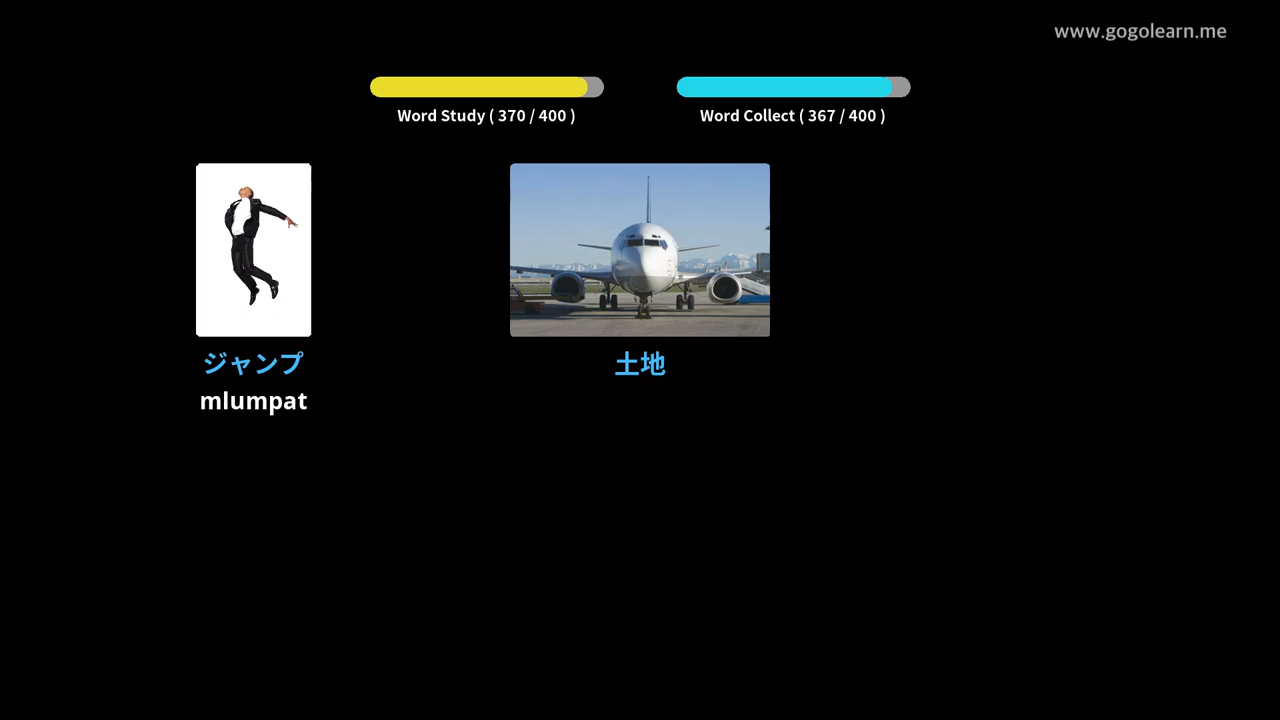 www.gogolearn.me
Word Study ( 370 / 400 )
Word Collect ( 367 / 400 )
ジャンプ
土地
mlumpat